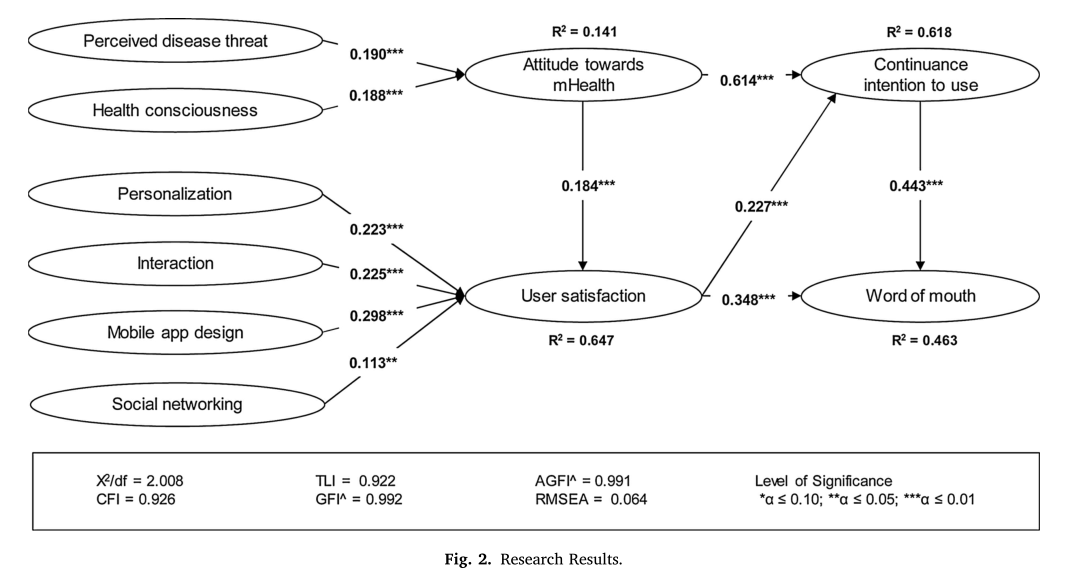 Perceived disease threat
0.190***
Health consciousness
0.188***
R² = 0.141
Attitude towards
mHealth
0.614***
R² = 0.618
Continuance
intention to use
0.184***
0.227***
0.443***
Personalization
0.223***
Interaction
0.225***
Mobile app design
0.298***
Social networking
0.113**
User satisfaction
R² = 0.647
0.348***
Word of mouth
R² = 0.463
X²/df = 2.008
CFI = 0.926
TLI = 0.922
GFI^ = 0.992
AGFI^ = 0.991
RMSEA = 0.064
Level of Significance
*α ≤ 0.10; **α ≤ 0.05; ***α ≤ 0.01
Fig. 2. Research Results.